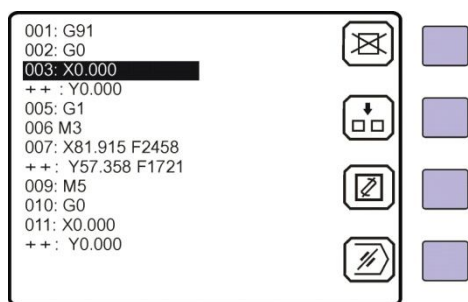 001: G91
002: G0
003: X0.000
++ : Y0.000
005: G1
006 M3
007: X81.915 F2458
++: Y57.358 F1721
009: M5
010: G0
011: X0.000
++: Y0.000